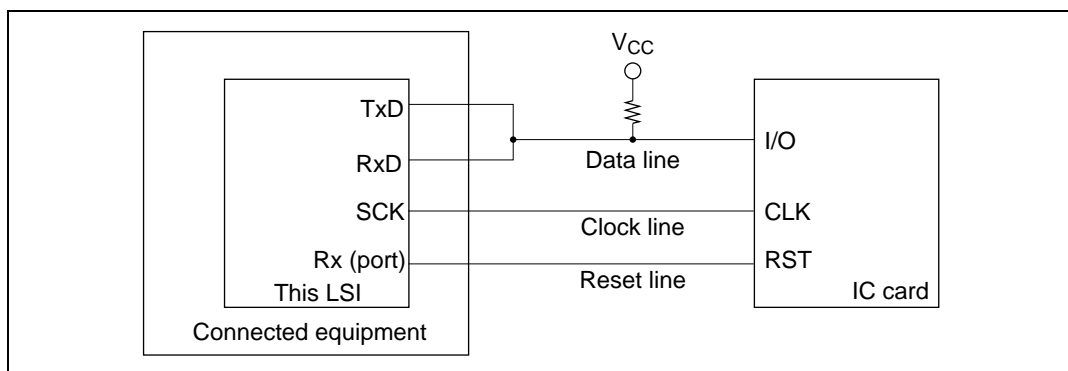 VCC
TxD
I/O
RxD
Data line
SCK
CLK
Clock line
Rx (port)
RST
Reset line
This LSI
IC card
Connected equipment